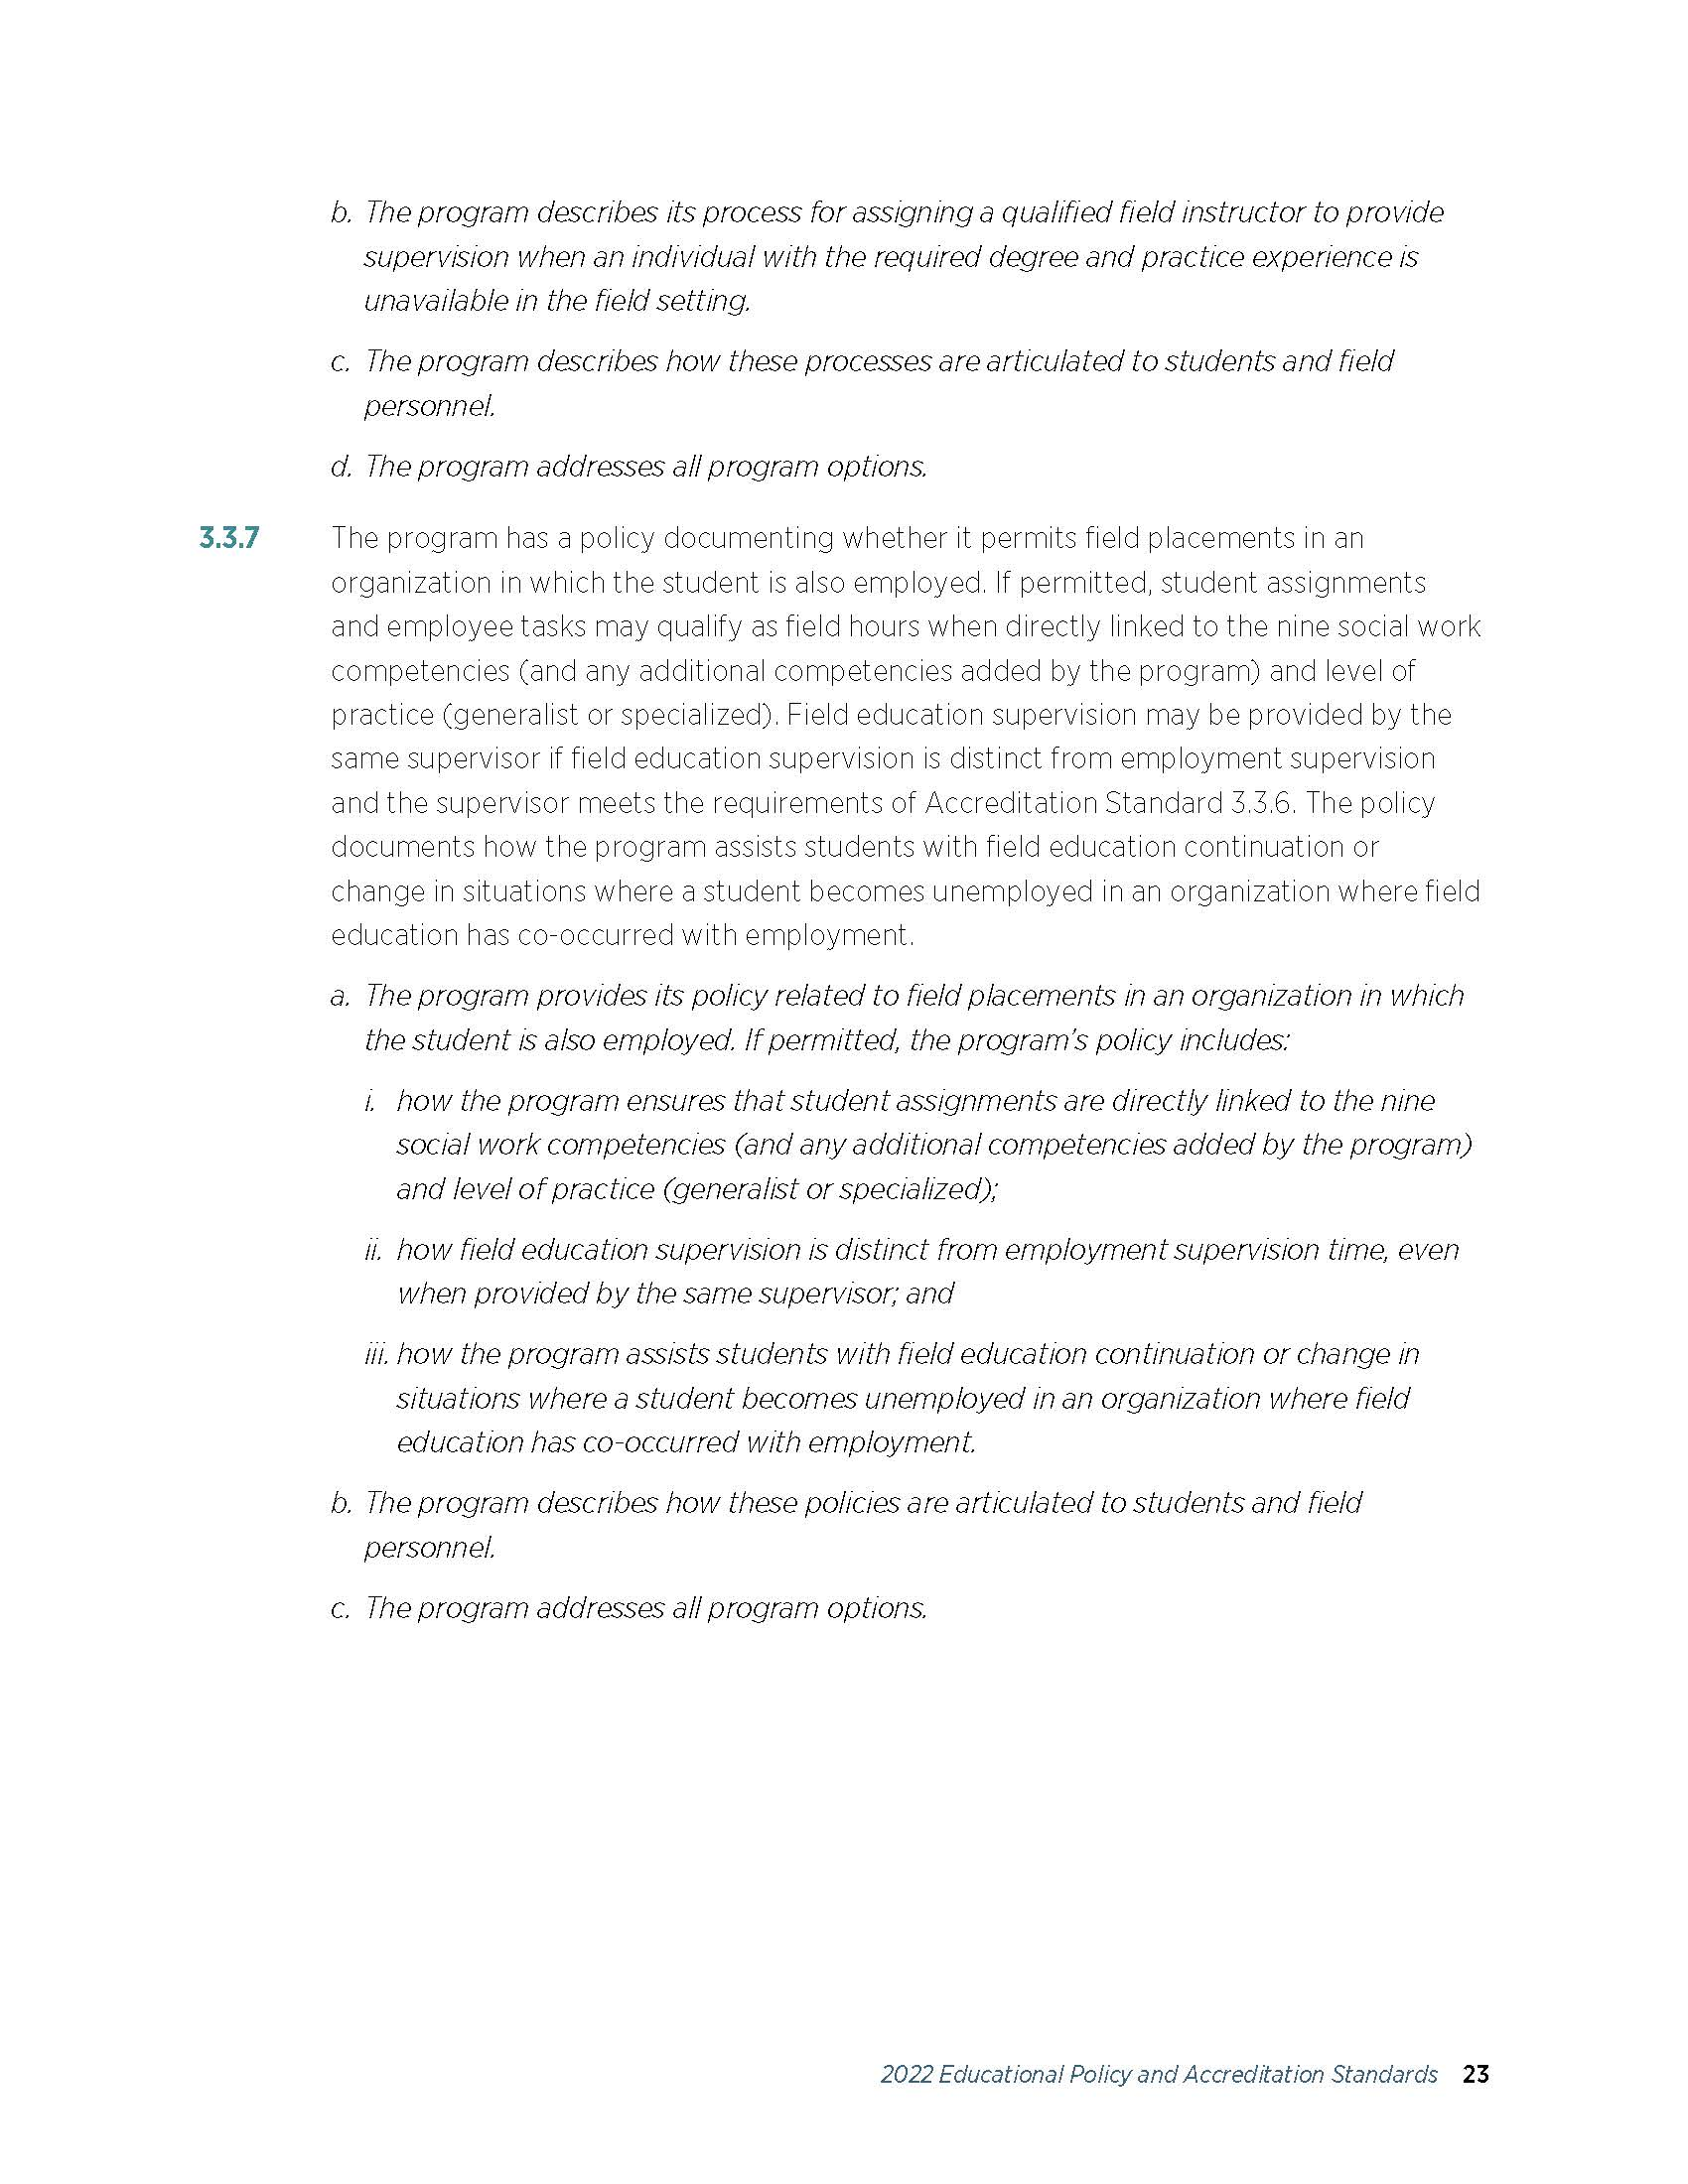 b. The program describes its process for assigning a qualified field instructor to provide
supervision when an individual with the required degree and practice experience is
unavailable in the field setting.
c. The program describes how these processes are articulated to students and field
personnel.
d. The program addresses all program options.
3.3.7 The program has a policy documenting whether it permits field placements in an
organization in which the student is also employed. If permitted, student assignments
and employee tasks may qualify as field hours when directly linked to the nine social work
competencies (and any additional competencies added by the program) and level of
practice (generalist or specialized). Field education supervision may be provided by the
same supervisor if field education supervision is distinct from employment supervision
and the supervisor meets the requirements of Accreditation Standard 3.3.6. The policy
documents how the program assists students with field education continuation or
change in situations where a student becomes unemployed in an organization where field
education has co-occurred with employment.
a. The program provides its policy related to field placements in an organization in which
the student is also employed. If permitted, the program's policy includes:
i. how the program ensures that student assignments are directly linked to the nine
social work competencies (and any additional competencies added by the program)
and level of practice (generalist or specialized);
ii. how field education supervision is distinct from employment supervision time, even
when provided by the same supervisor; and
iii. how the program assists students with field education continuation or change in
situations where a student becomes unemployed in an organization where field
education has co-occurred with employment.
b. The program describes how these policies are articulated to students and field
personnel.
c. The program addresses all program options.
2022 Educational Policy and Accreditation Standards 23